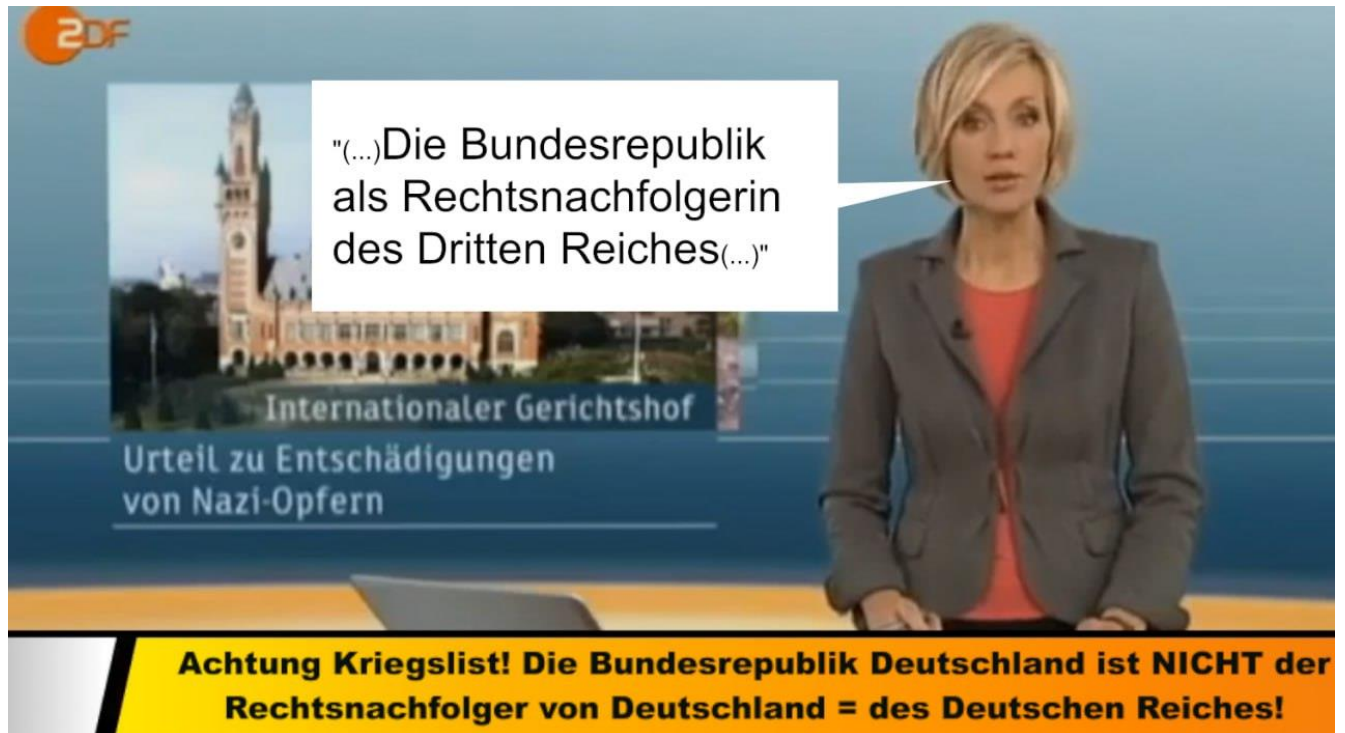 ZDF
"(...)Die Bundesrepublik
als Rechtsnachfolgerin
des Dritten Reiches(...)"
Internationaler Gerichtshof
Urteil zu Entschädigungen
von Nazi-Opfern
Achtung Kriegslist! Die Bundesrepublik Deutschland ist NICHT der
Rechtsnachfolger von Deutschland = des Deutschen Reiches!